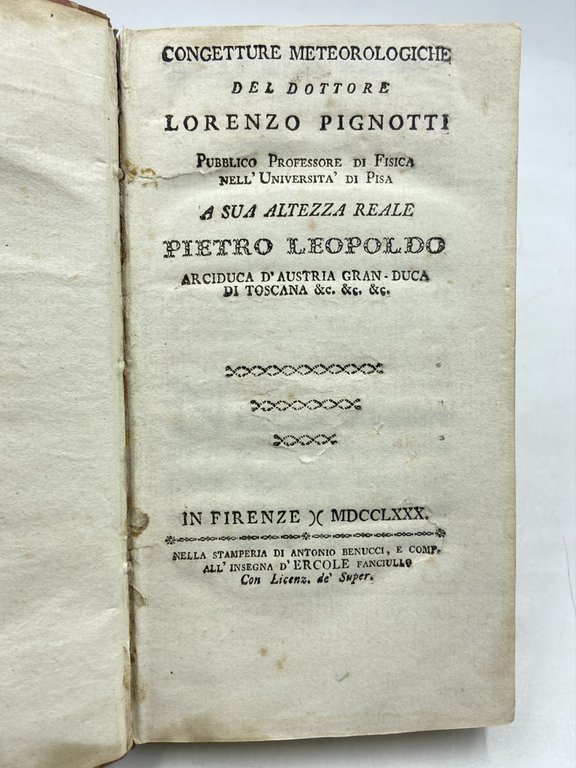 CONGETTURE METEOROLOGICHE
DEL DOTTORE
LORENZO PIGNOTTI
PUBBLICO PROFESSORE DI FISICA
NELL' UNIVERSITA' DI PISA
A SUA ALTEZZA REALE
PIETRO LEOPOLDO
ARCIDUCA D'AUSTRIA GRAN-DUCA
DI TOSCANA &c. &c. &c.
IN FIRENZE )( MDCCLXXX.
NELLA STAMPERIA DI ANTONIO BENUCCI, E COMP.
ALL' INSEGNA D'ERCOLE FANCIULLO
Con Licenz. de' Super.